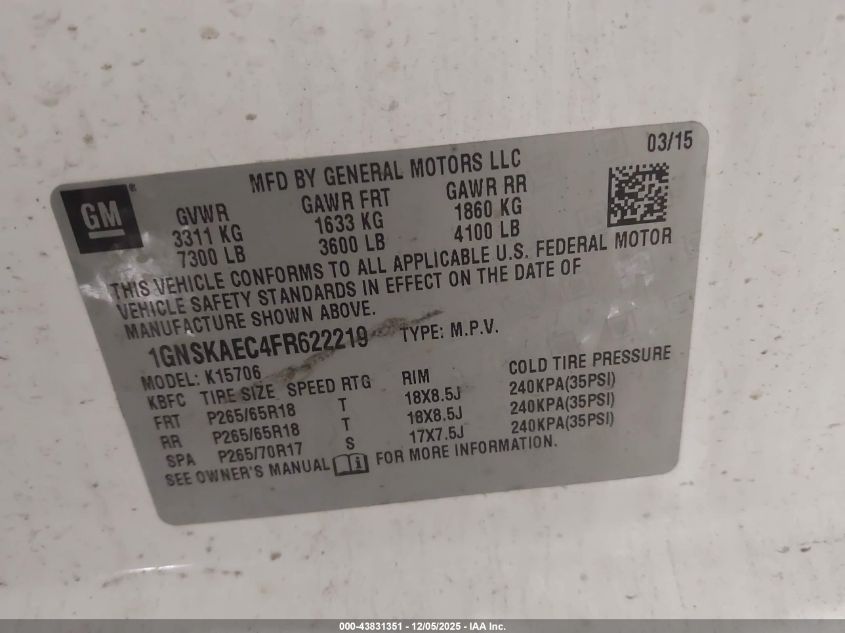 03/15
GM ®
MFD BY GENERAL MOTORS LLC
GVWR GAWR FRT GAWR RR
3311 KG 1633 KG 1860 KG
7300 LB 3600 LB 4100 LB
THIS VEHICLE CONFORMS TO ALL APPLICABLE U.S. FEDERAL MOTOR
VEHICLE SAFETY STANDARDS IN EFFECT ON THE DATE OF
MANUFACTURE SHOWN ABOVE.
1GNSKAEC4FR622219 TYPE: M.P.V.
MODEL: K15706
KBFC TIRE SIZE SPEED RTG RIM COLD TIRE PRESSURE
FRT P265/65R18 T 18X8.5J 240KPA(35PSI)
RR P265/65R18 T 18X8.5J 240KPA(35PSI)
SPA P265/70R17 S 17X7.5J 240KPA(35PSI)
SEE OWNER'S MANUAL FOR MORE INFORMATION.
000-43831351 - 12/05/2025 - IAA Inc.